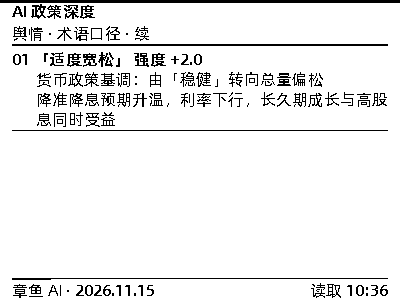 AI 政策深度
舆情 · 术语口径 · 续
01 「适度宽松」 强度 +2.0
货币政策基调：由「稳健」转向总量偏松
降准降息预期升温，利率下行，长久期成长与高股
息同时受益
章鱼 AI · 2026.11.15
读取 10:36